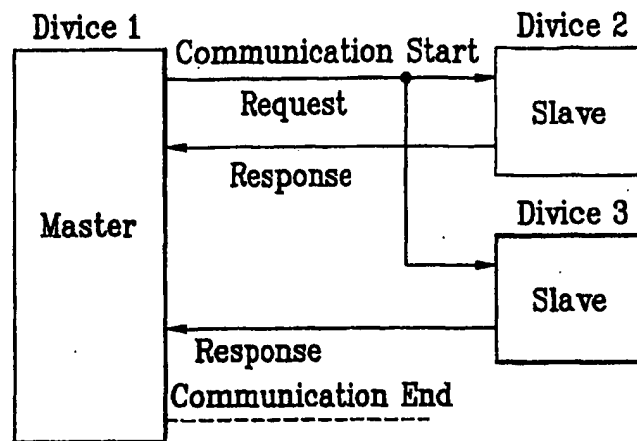 Divice 1
Divice 2
Communication Start
Request
Slave
Response
Divice 3
Master
Slave
Response
Communication End